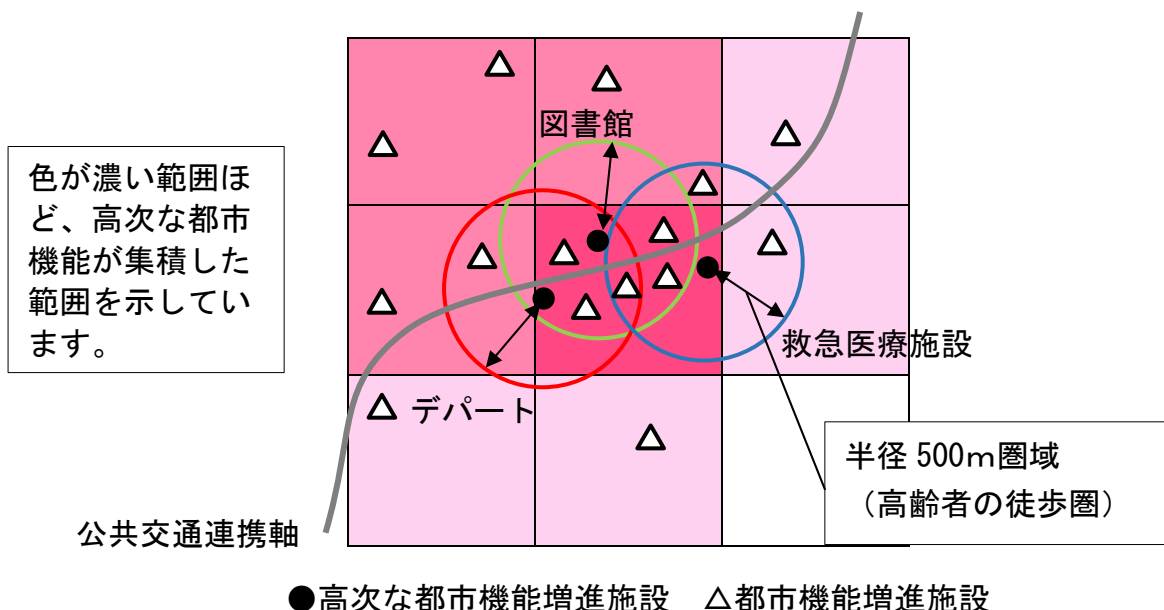 図書館
色が濃い範囲ほ
ど、高次な都市
機能が集積した
範囲を示してい
ます。
救急医療施設
デパート
半径 500ｍ圏域
（高齢者の徒歩圏）
公共交通連携軸
●高次な都市機能増進施設　△都市機能増進施設